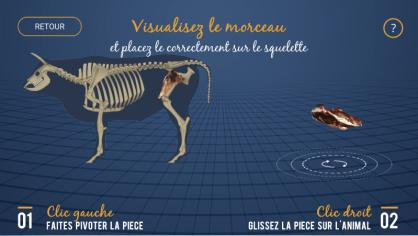 RETOUR
Visualisez le morceau
?
et placez le correctement sur le squelette
01
Clic gauche
FAITES PIVOTER LA PIECE
Clic droit
GLISSEZ LA PIECE SUR L'ANIMAL
02